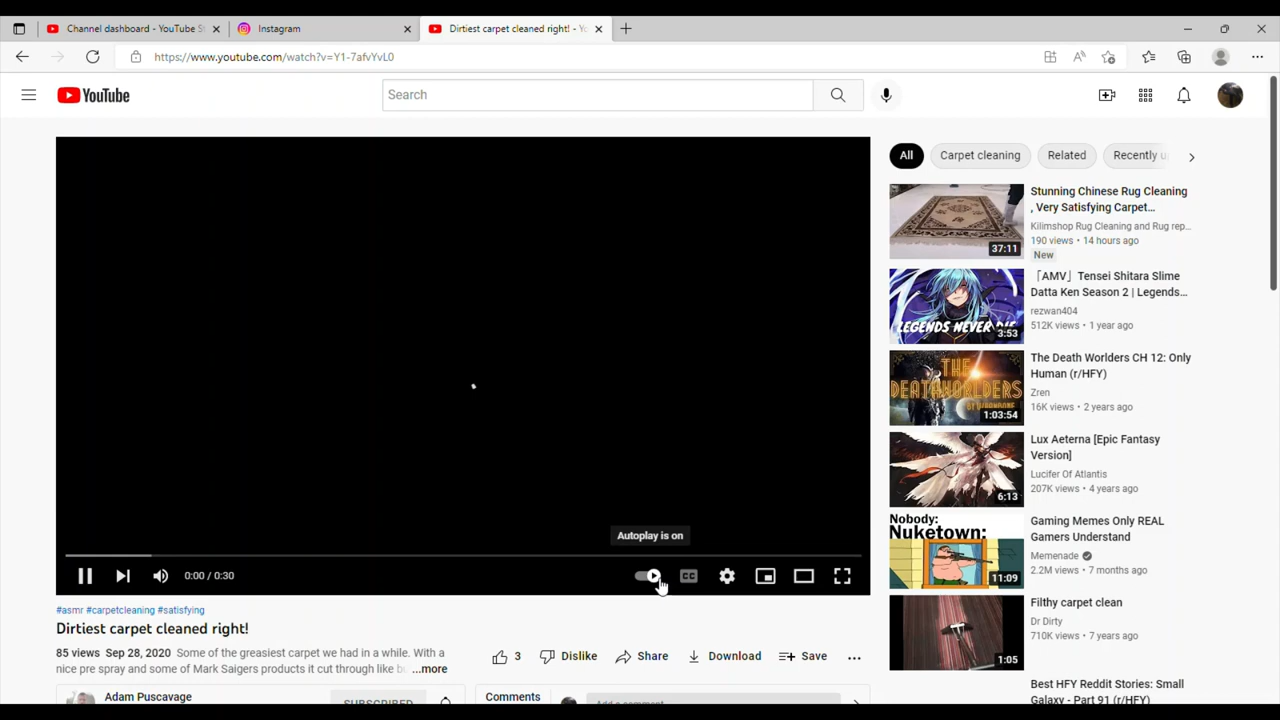 Channel dashboard - YouTube S
Instagram
Dirtiest carpet cleaned right! - Yo
https://www.youtube.com/watch?v=Y1-7afvYvL0
YouTube
Search
All
Carpet cleaning
Related
Recently u
Stunning Chinese Rug Cleaning
, Very Satisfying Carpet...
Kilimshop Rug Cleaning and Rug rep...
190 views • 14 hours ago
New
37:11
「AMV」 Tensei Shitara Slime
Datta Ken Season 2 | Legends...
rezwan404
512K views • 1 year ago
LEGENDS NEVER DIE
3:53
The Death Worlders CH 12: Only
Human (r/HFY)
Zren
16K views • 2 years ago
THE
DEATHWORLDERS
1:03:54
Lux Aeterna [Epic Fantasy
Version]
Lucifer Of Atlantis
207K views • 4 years ago
6:13
Nobody:
Nuketown:
Gaming Memes Only REAL
Gamers Understand
Memenade
2.2M views • 7 months ago
11:09
Filthy carpet clean
Dr Dirty
710K views • 7 years ago
1:05
Best HFY Reddit Stories: Small
Galaxy - Part 91 (r/HFY)
Autoplay is on
0:00 / 0:30
CC
#asmr #carpetcleaning #satisfying
Dirtiest carpet cleaned right!
85 views Sep 28, 2020 Some of the greasiest carpet we had in a while. With a
nice pre spray and some of Mark Saigers products it cut through like ...more
3
Dislike
Share
Download
Save
Adam Puscavage
SUBSCRIBED
Comments
Add a comment...